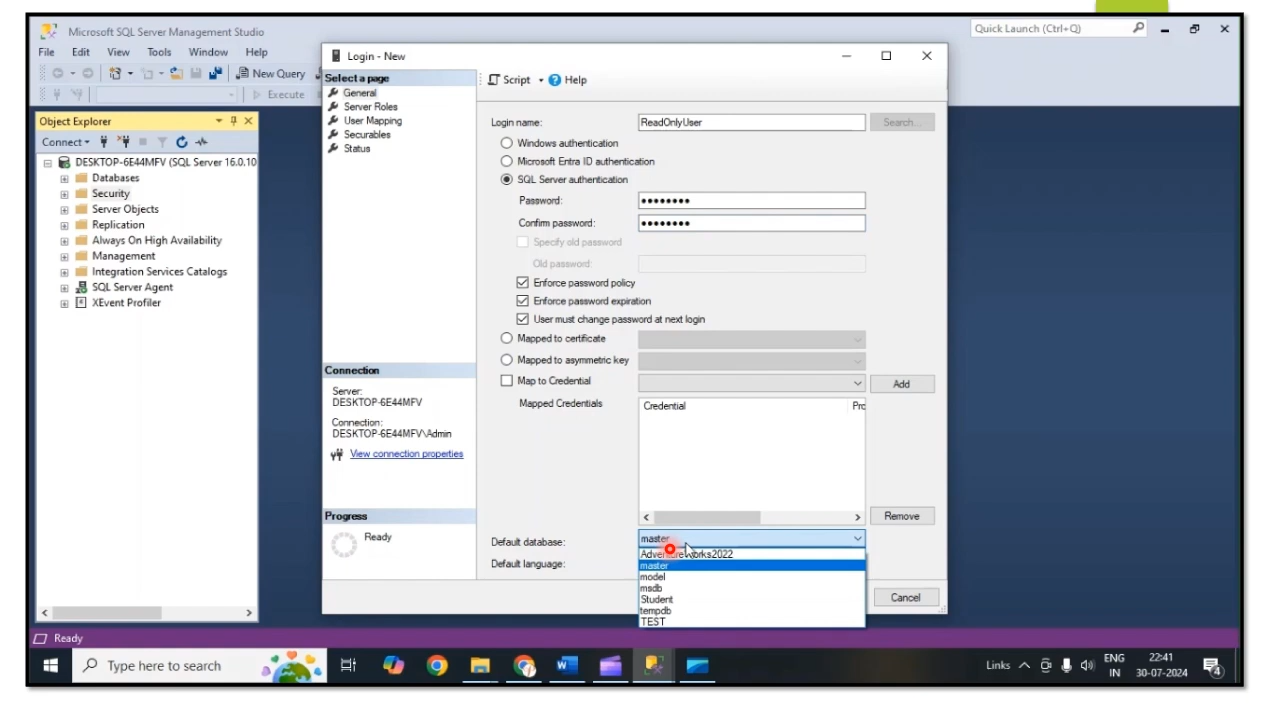 Microsoft SQL Server Management Studio
Quick Launch (Ctrl+Q)
File Edit View Tools Window Help
New Query
Execute
Object Explorer
Connect
DESKTOP-6E44MFV (SQL Server 16.0.10
Databases
Security
Server Objects
Replication
Always On High Availability
Management
Integration Services Catalogs
SQL Server Agent
XEvent Profiler
Login - New
Select a page
General
Server Roles
User Mapping
Securables
Status
Connection
Server:
DESKTOP-6E44MFV
Connection:
DESKTOP-6E44MFV\Admin
View connection properties
Progress
Ready
Script Help
Login name: ReadOnlyUser Search...
Windows authentication
Microsoft Entra ID authentication
SQL Server authentication
Password: ••••••••
Confirm password: ••••••••
Specify old password
Old password:
Enforce password policy
Enforce password expiration
User must change password at next login
Mapped to certificate
Mapped to asymmetric key
Map to Credential Add
Mapped Credentials Credential Pro
Remove
Default database: master
Default language:
AdventureWorks2022
master
model
msdb
Student
tempdb
TEST
Cancel
Ready
Type here to search
Links ENG 22:41
IN 30-07-2024
4